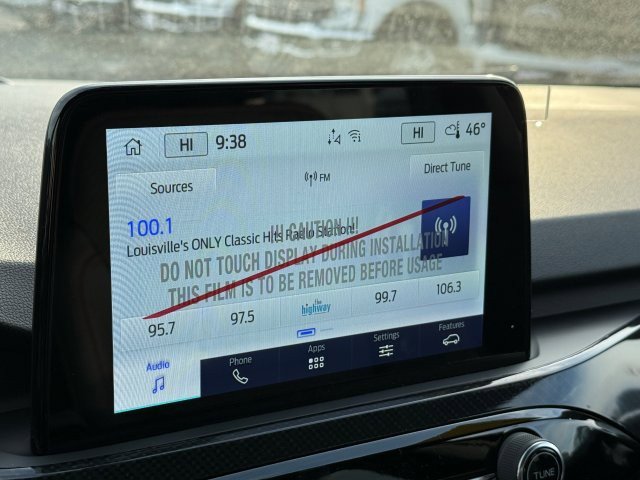 HI 9:38 HI 46°
Sources FM Direct Tune
100.1
Louisville's ONLY Classic Hits Radio Station!
!!! CAUTION !!!
DO NOT TOUCH DISPLAY DURING INSTALLATION
THIS FILM IS TO BE REMOVED BEFORE USAGE
95.7 97.5 the highway 99.7 106.3
Audio Phone Apps Settings Features
TUNE